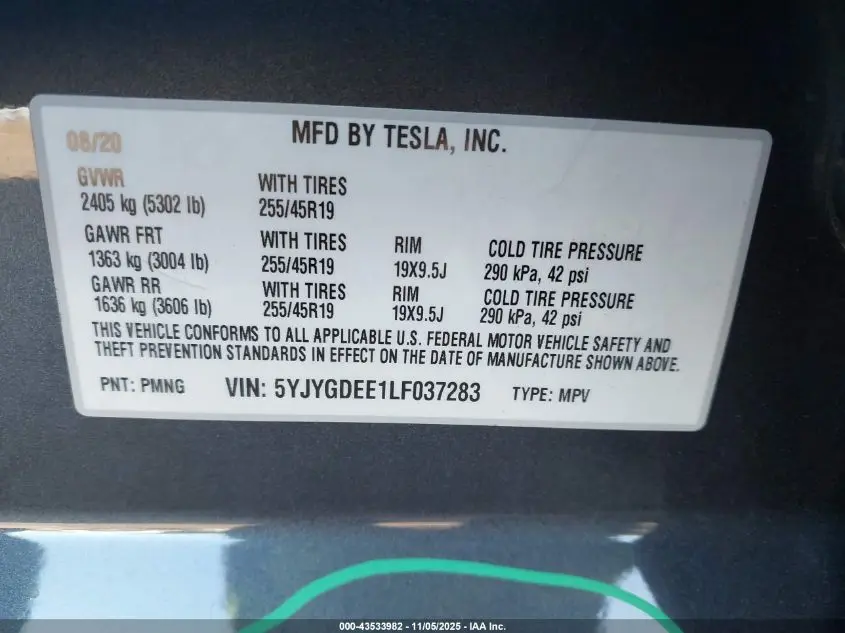 08/20
MFD BY TESLA, INC.
GVWR
WITH TIRES
2405 kg (5302 lb)
255/45R19
GAWR FRT
WITH TIRES
RIM
COLD TIRE PRESSURE
1363 kg (3004 lb)
255/45R19
19X9.5J
290 kPa, 42 psi
GAWR RR
WITH TIRES
RIM
COLD TIRE PRESSURE
1636 kg (3606 lb)
255/45R19
19X9.5J
290 kPa, 42 psi
THIS VEHICLE CONFORMS TO ALL APPLICABLE U.S. FEDERAL MOTOR VEHICLE SAFETY AND
THEFT PREVENTION STANDARDS IN EFFECT ON THE DATE OF MANUFACTURE SHOWN ABOVE.
PNT: PMNG
VIN: 5YJYGDEE1LF037283
TYPE: MPV
000-43533982 - 11/05/2025 - IAA Inc.